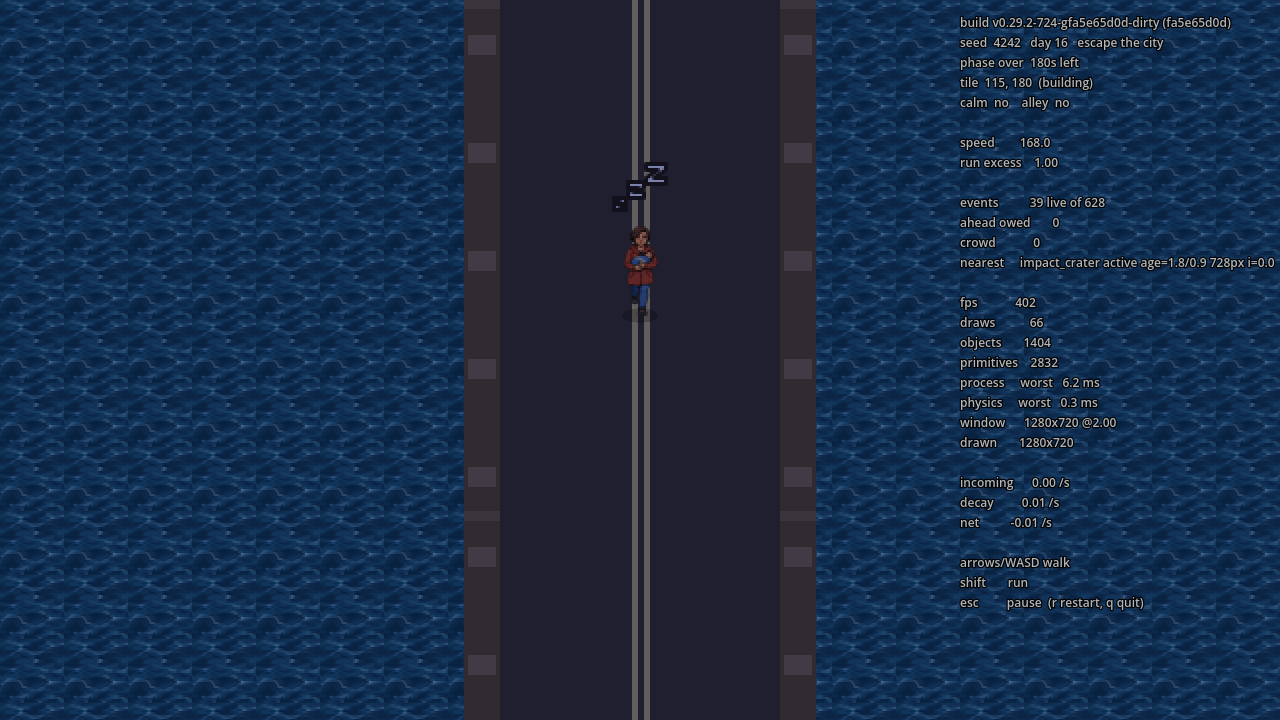 build v0.29.2-724-gfa5e65d0d-dirty (fa5e65d0d)
seed 4242 day 16 escape the city
phase over 180s left
tile 115, 180 (building)
calm no alley no
speed 168.0
run excess 1.00
events 39 live of 628
ahead owed 0
crowd 0
nearest impact_crater active age=1.8/0.9 728px i=0.0
fps 402
draws 66
objects 1404
primitives 2832
process worst 6.2 ms
physics worst 0.3 ms
window 1280x720 @2.00
drawn 1280x720
incoming 0.00 /s
decay 0.01 /s
net -0.01 /s
arrows/WASD walk
shift run
esc pause (r restart, q quit)
Z